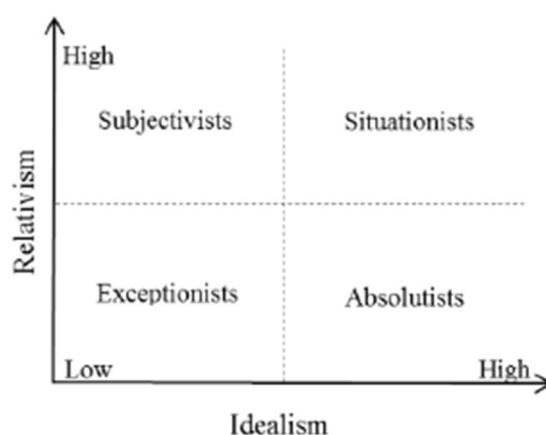 High
Subjectivists
Situationists
Relativism
Exceptionists
Absolutists
Low
High
Idealism